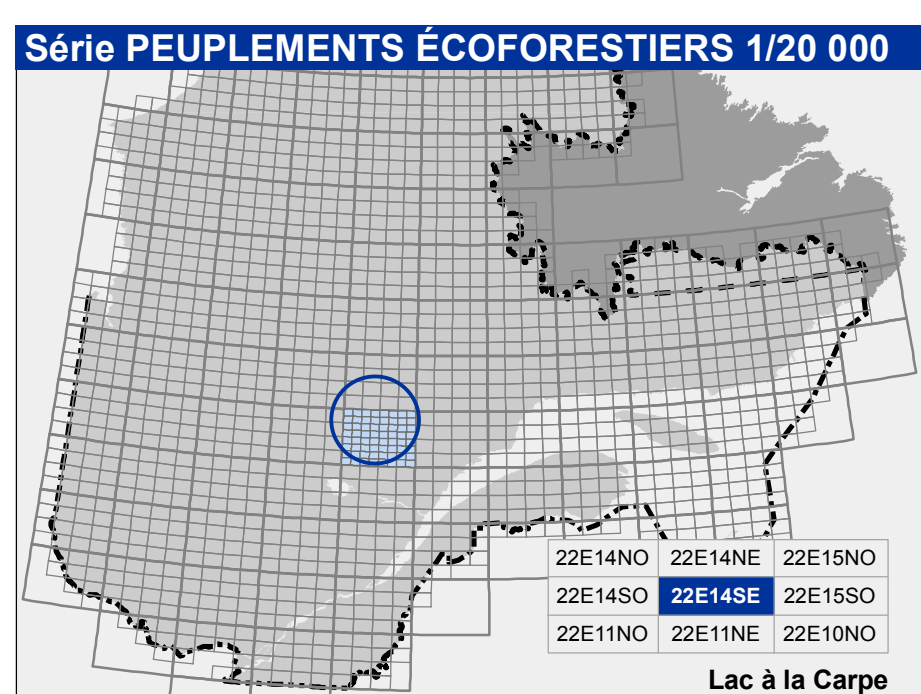 Série PEUPLEMENTS ÉCOFORESTIERS 1/20 000
22E14NO 22E14NE 22E15NO
22E14SO 22E14SE 22E15SO
22E11NO 22E11NE 22E10NO
Lac à la Carpe